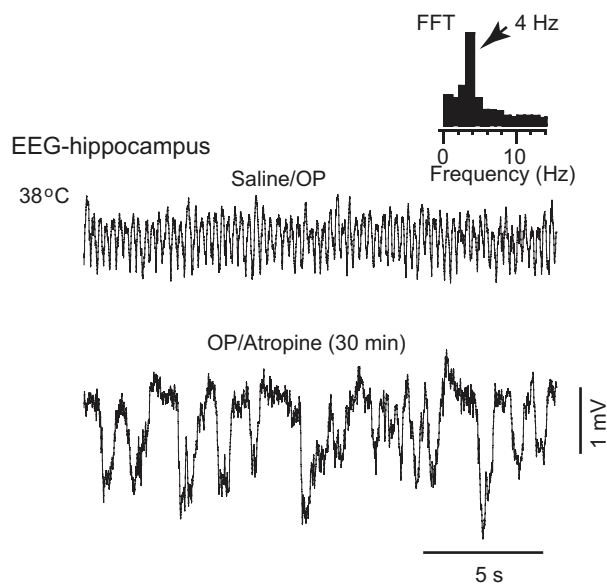 FFT 4 Hz
0 10
Frequency (Hz)
EEG-hippocampus
Saline/OP
38°C
OP/Atropine (30 min)
1 mV
5 s